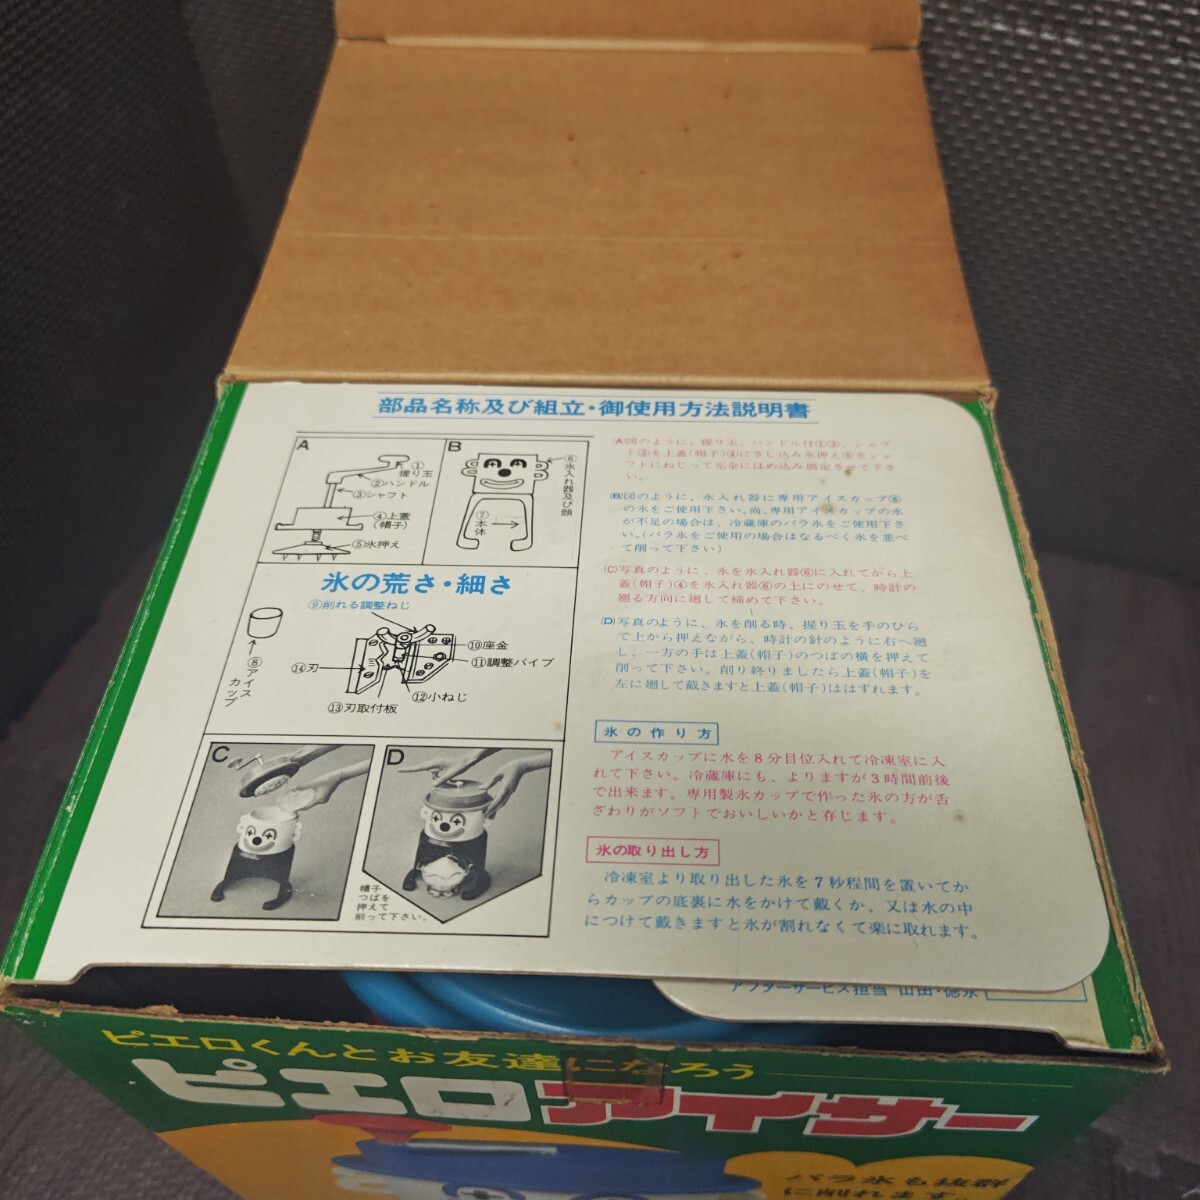 部品名称及び組立・御使用方法説明書
A
①
握り玉
②ハンドル
③シャフト
④上蓋
(帽子)
⑤氷押え
B
⑥氷入れ器及び頭
⑦本体
氷の荒さ・細さ
⑨削れる調整ねじ
⑩座金
⑪調整パイプ
⑭刃
⑫小ねじ
⑬刃取付板
⑧アイス
カップ
C
D
帽子
つばを
押えて
削って下さい。
(A)図のように、握り玉、ハンドル付①②、シャフ
ト③を上蓋(帽子)④にさし込み氷押え⑤をシャ
フトにねじって完全にはめ込み固定させて下さ
い。
(B)図のように、氷入れ器に専用アイスカップ⑧
の氷をご使用下さい。尚、専用アイスカップの氷
が不足の場合は、冷蔵庫のバラ氷をご使用下さ
い。(バラ氷をご使用の場合はなるべく氷を並べ
て削って下さい)
(C)写真のように、氷を氷入れ器⑥に入れてから上
蓋(帽子)④を氷入れ器⑥の上にのせて、時計の
廻る方向に廻して締めて下さい。
(D)写真のように、氷を削る時、握り玉を手のひら
で上から押えながら、時計の針のように右へ廻
し、一方の手は上蓋(帽子)のつばの横を押えて
削って下さい。削り終りましたら上蓋(帽子)を
左に廻して戴きますと上蓋(帽子)ははずれます。
氷の作り方
アイスカップに水を8分目位入れて冷凍室に入
れて下さい。冷蔵庫にも、よりますが3時間前後
で出来ます。専用製氷カップで作った氷の方が舌
ざわりがソフトでおいしいかと存じます。
氷の取り出し方
冷凍室より取り出した氷を7秒程間を置いてか
らカップの底裏に水をかけて戴くか、又は水の中
につけて戴きますと氷が割れなくて楽に取れます。
アフターサービス担当 山田・徳永
ピエロくんとお友達になろう
ピエロアイサー
バラ氷も抜群
に削れます